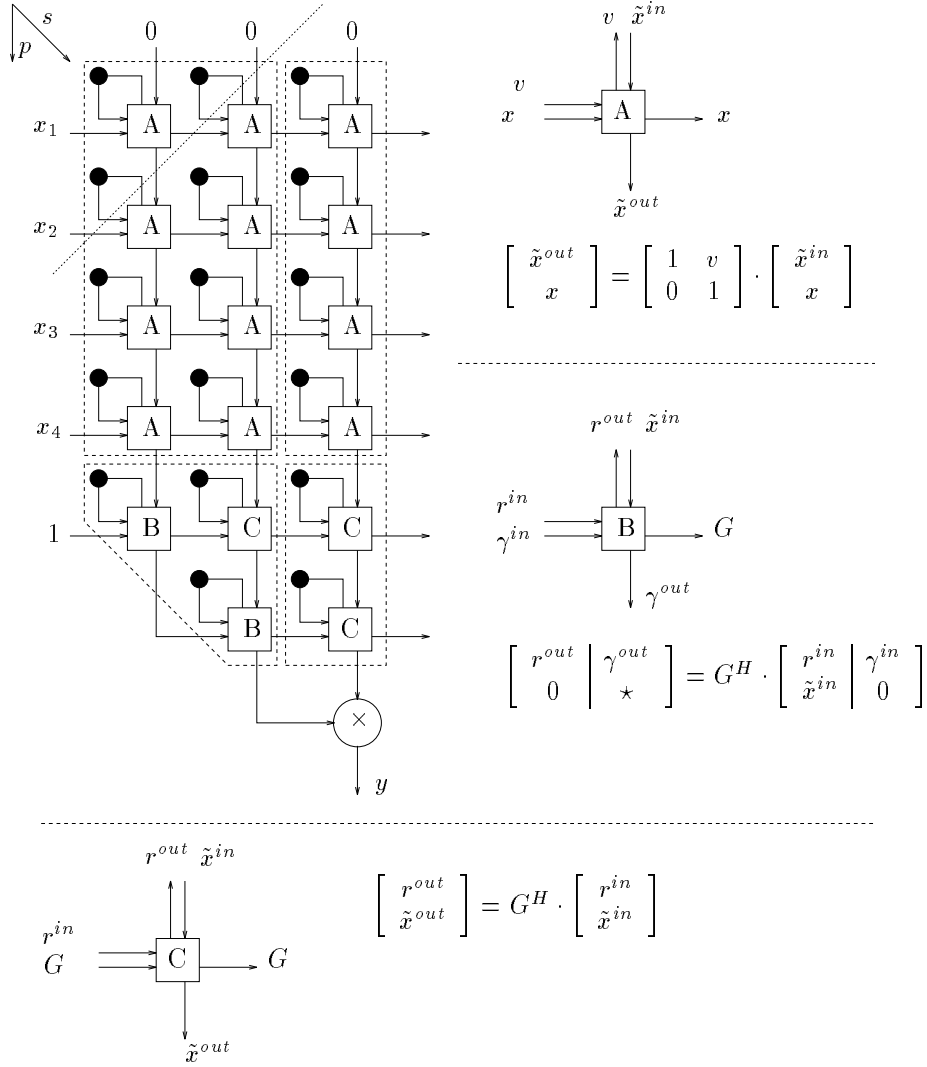 s
p
0 0 0
x₁ A A A
x₂ A A A
x₃ A A A
x₄ A A A
1 B C C
B C
×
y
v x̃ⁱⁿ
v
x A x
x̃ᵒᵘᵗ
[ x̃ᵒᵘᵗ x ] = [ 1 v 0 1 ] · [ x̃ⁱⁿ x ]
rᵒᵘᵗ x̃ⁱⁿ
rⁱⁿ
γⁱⁿ B G
γᵒᵘᵗ
[ rᵒᵘᵗ | γᵒᵘᵗ 0 | ⋆ ] = Gᴴ · [ rⁱⁿ | γⁱⁿ x̃ⁱⁿ | 0 ]
rᵒᵘᵗ x̃ⁱⁿ
rⁱⁿ
G C G
x̃ᵒᵘᵗ
[ rᵒᵘᵗ x̃ᵒᵘᵗ ] = Gᴴ · [ rⁱⁿ x̃ⁱⁿ ]